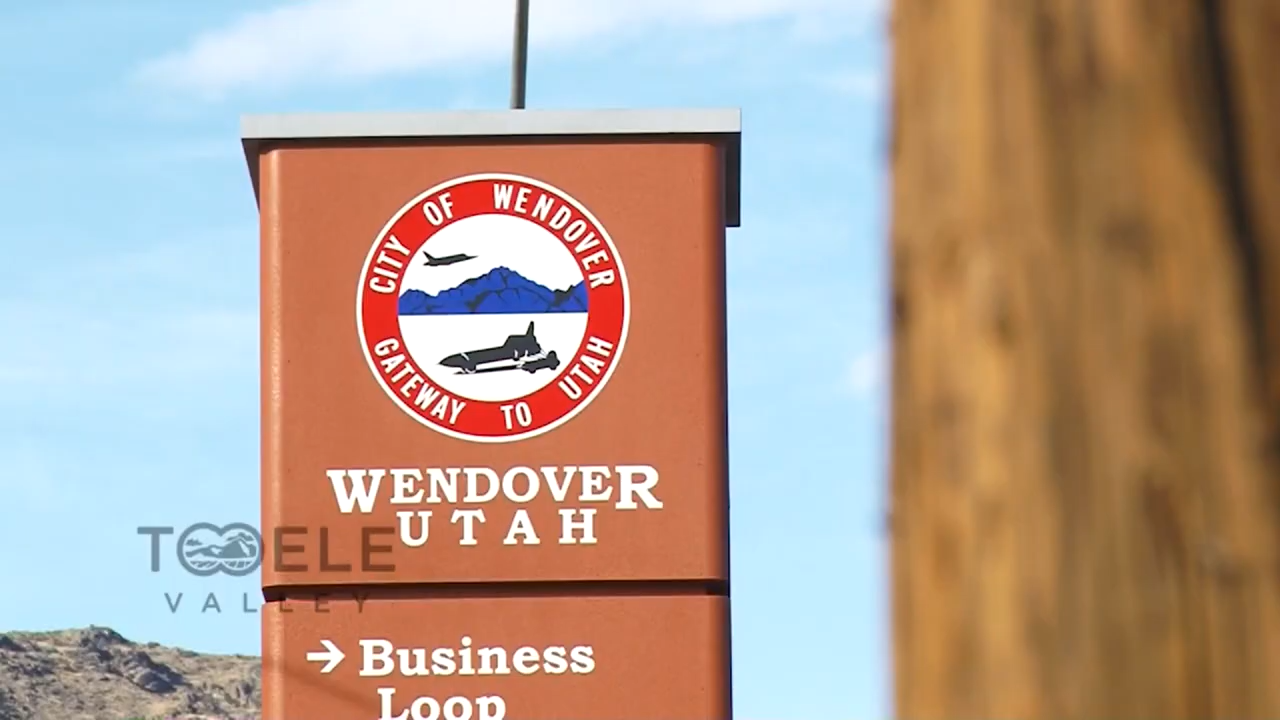 CITY OF WENDOVER
GATEWAY TO UTAH
WENDOVER
UTAH
TOOELE
VALLEY
→ Business
Loop